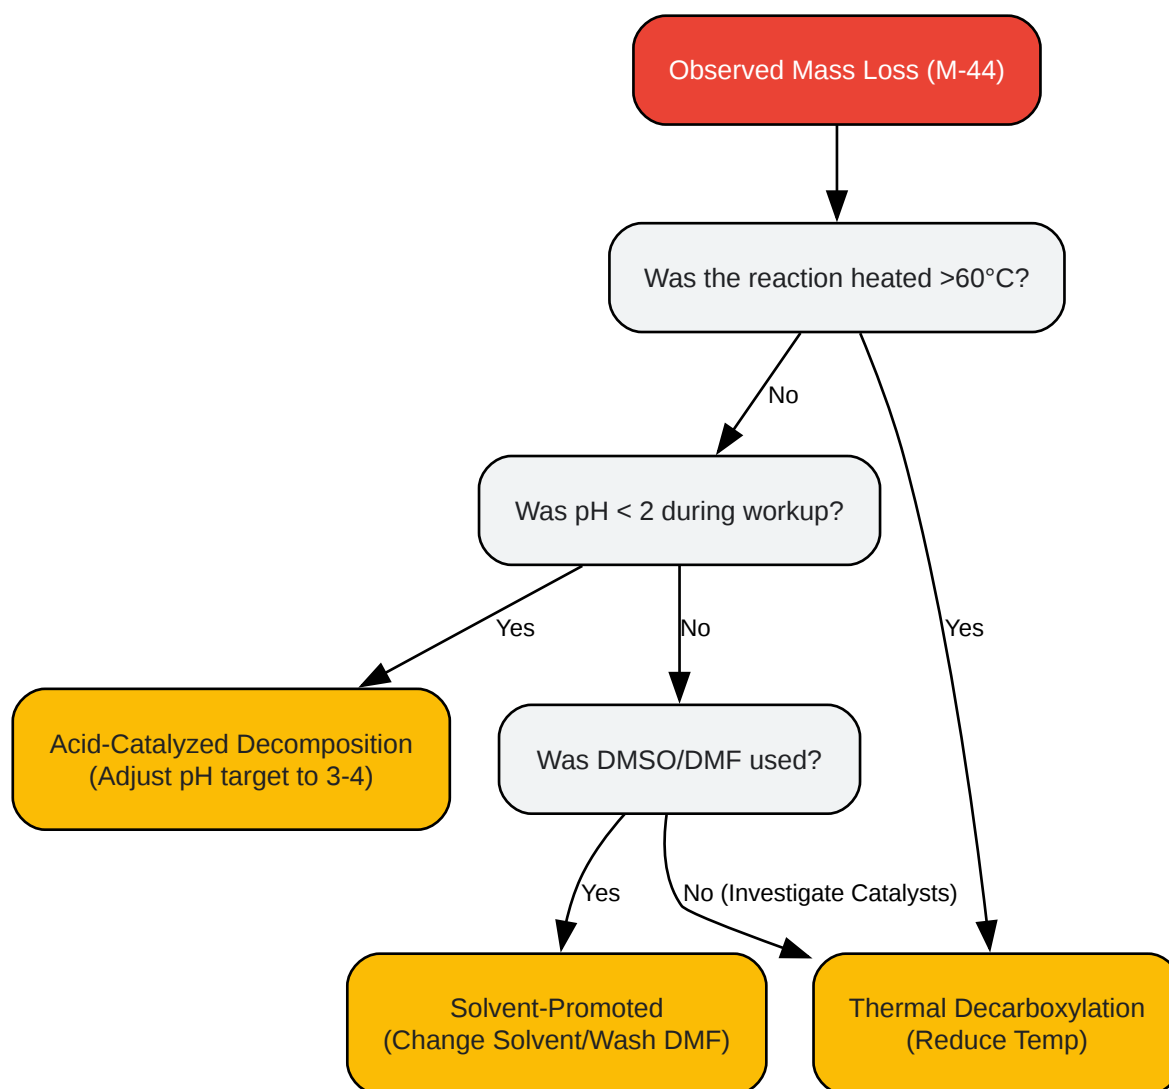 Observed Mass Loss (M-44)
Was the reaction heated >60°C?
No
Was pH < 2 during workup?
Yes
No
Yes
Acid-Catalyzed Decomposition
(Adjust pH target to 3-4)
Was DMSO/DMF used?
Yes
No (Investigate Catalysts)
Solvent-Promoted
(Change Solvent/Wash DMF)
Thermal Decarboxylation
(Reduce Temp)